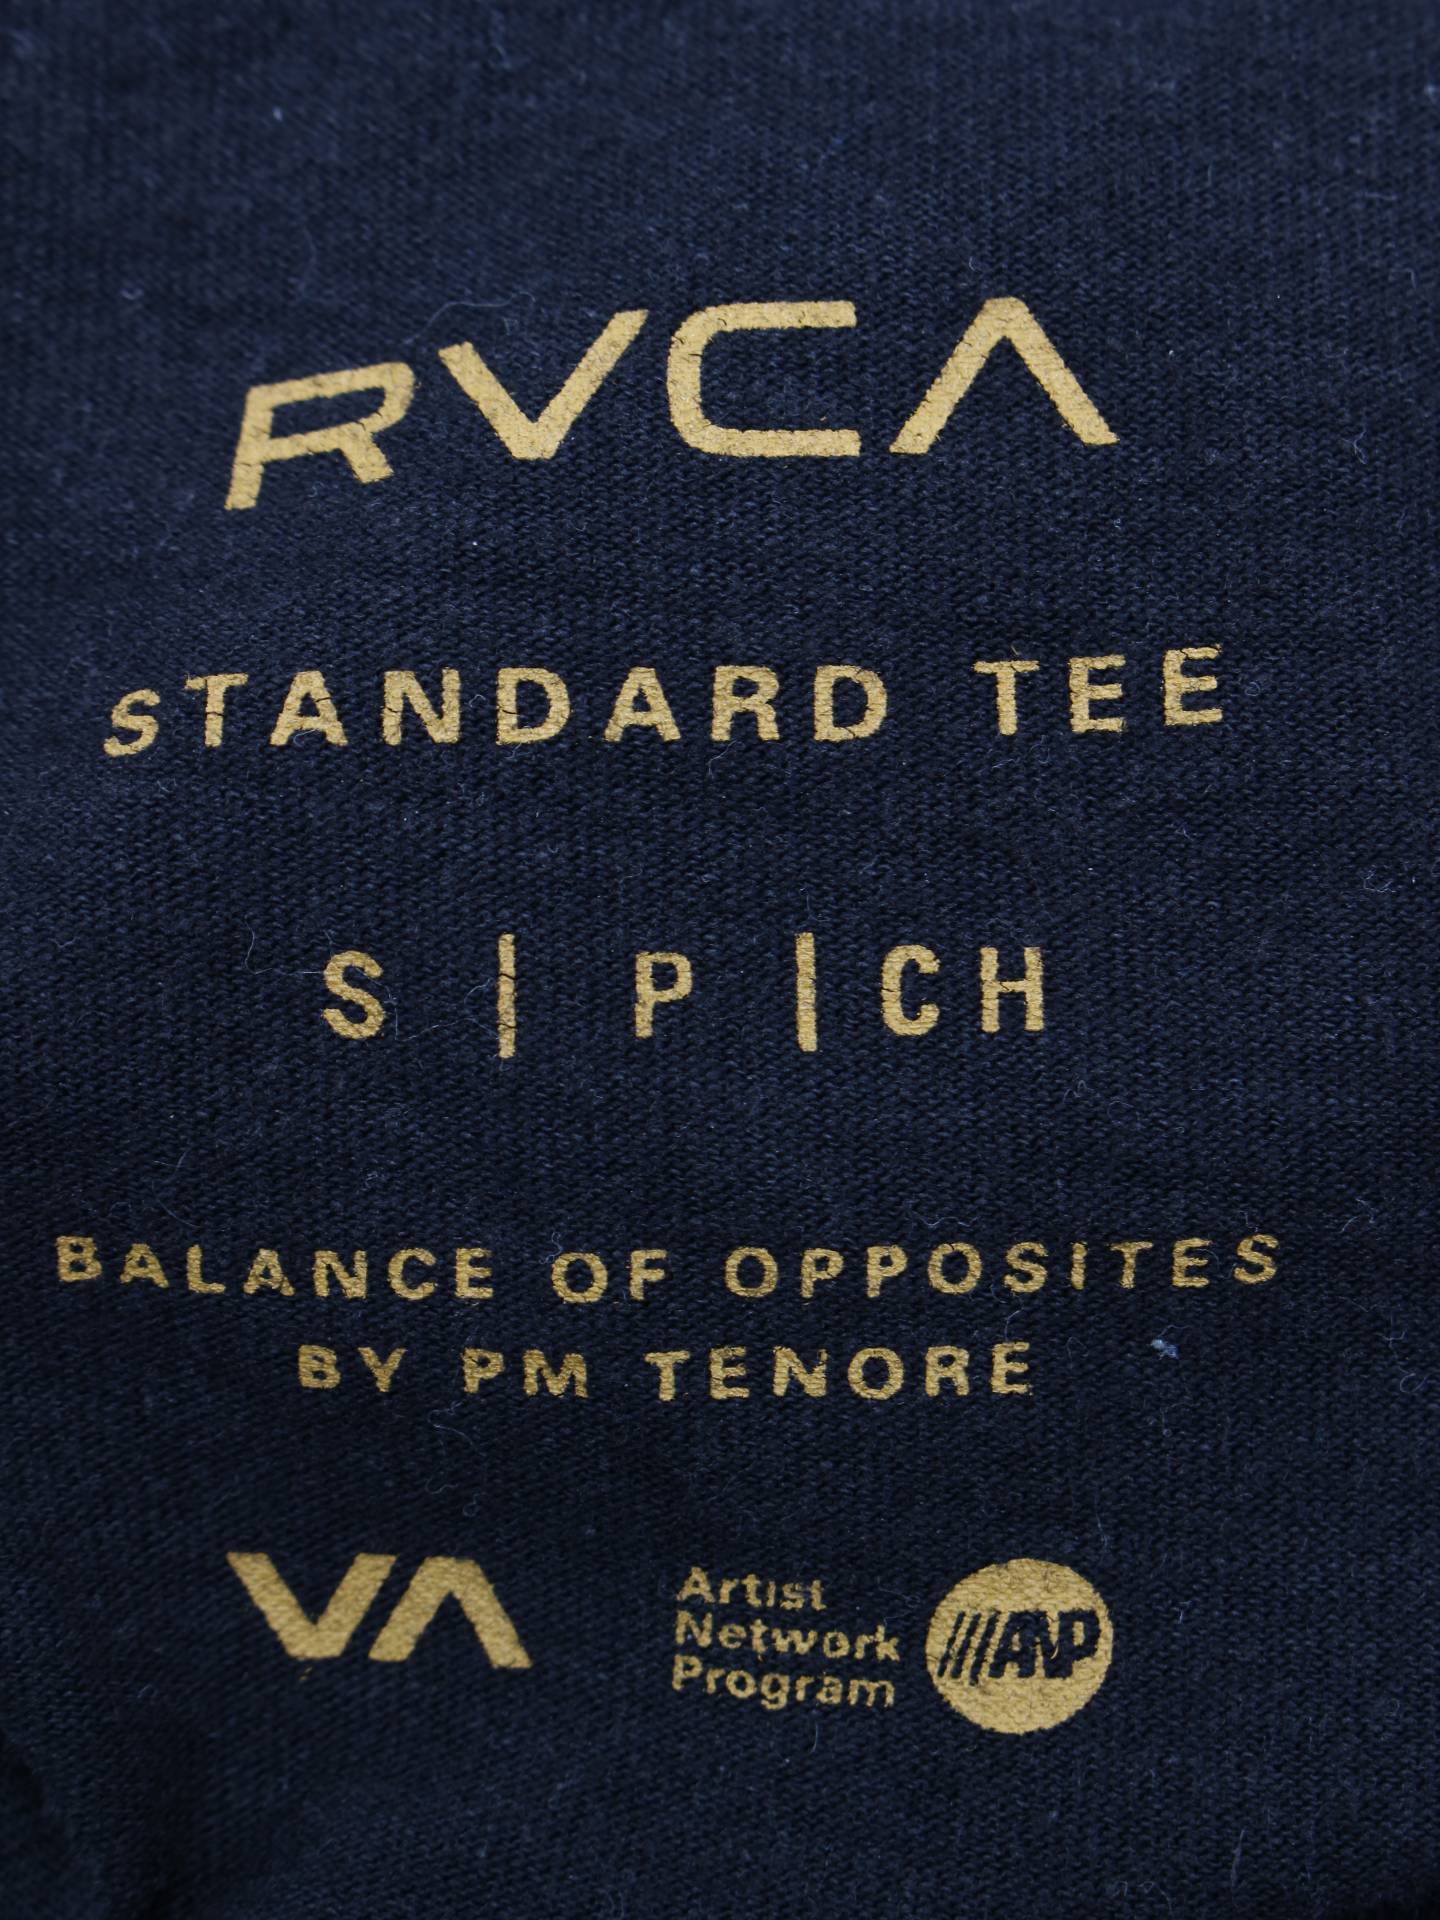 RVCA
STANDARD TEE
S | P | CH
BALANCE OF OPPOSITES
BY PM TENORE
VA
Artist
Network
Program
ANP